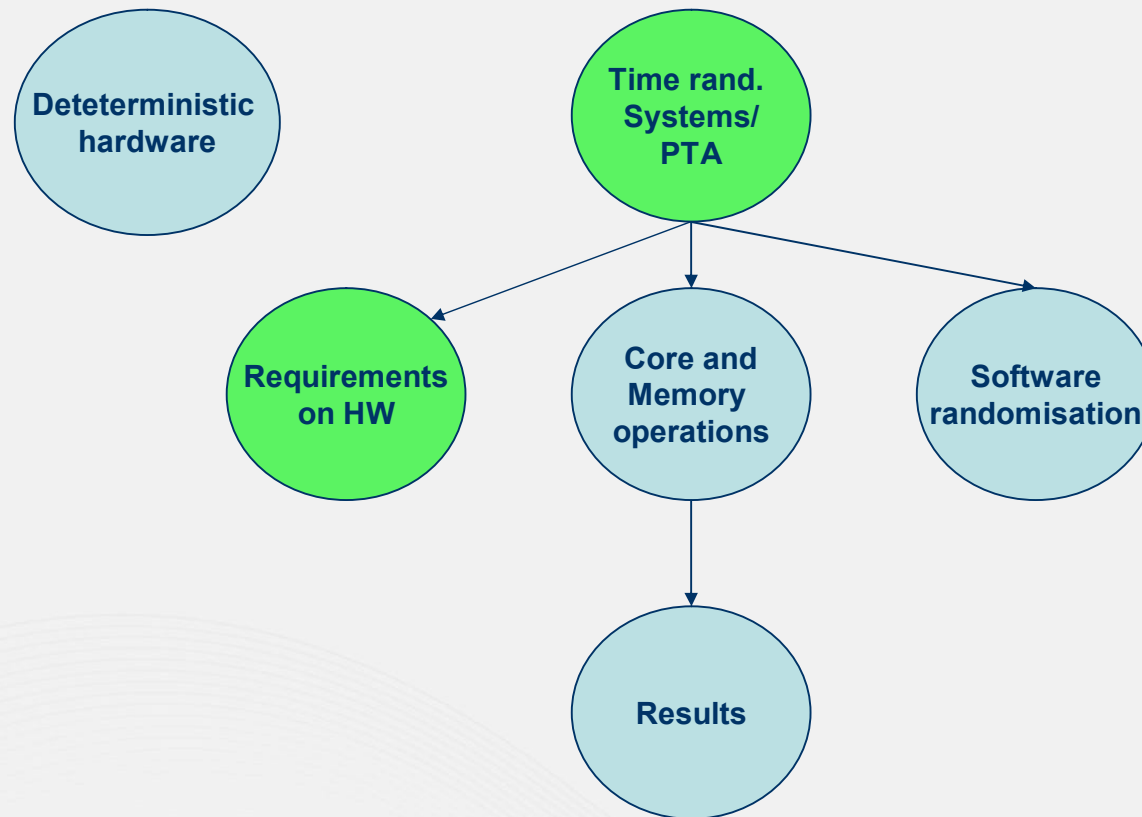 Deteterministic
hardware
Time rand.
Systems/
PTA
Requirements
on HW
Core and
Memory
operations
Software
randomisation
Results